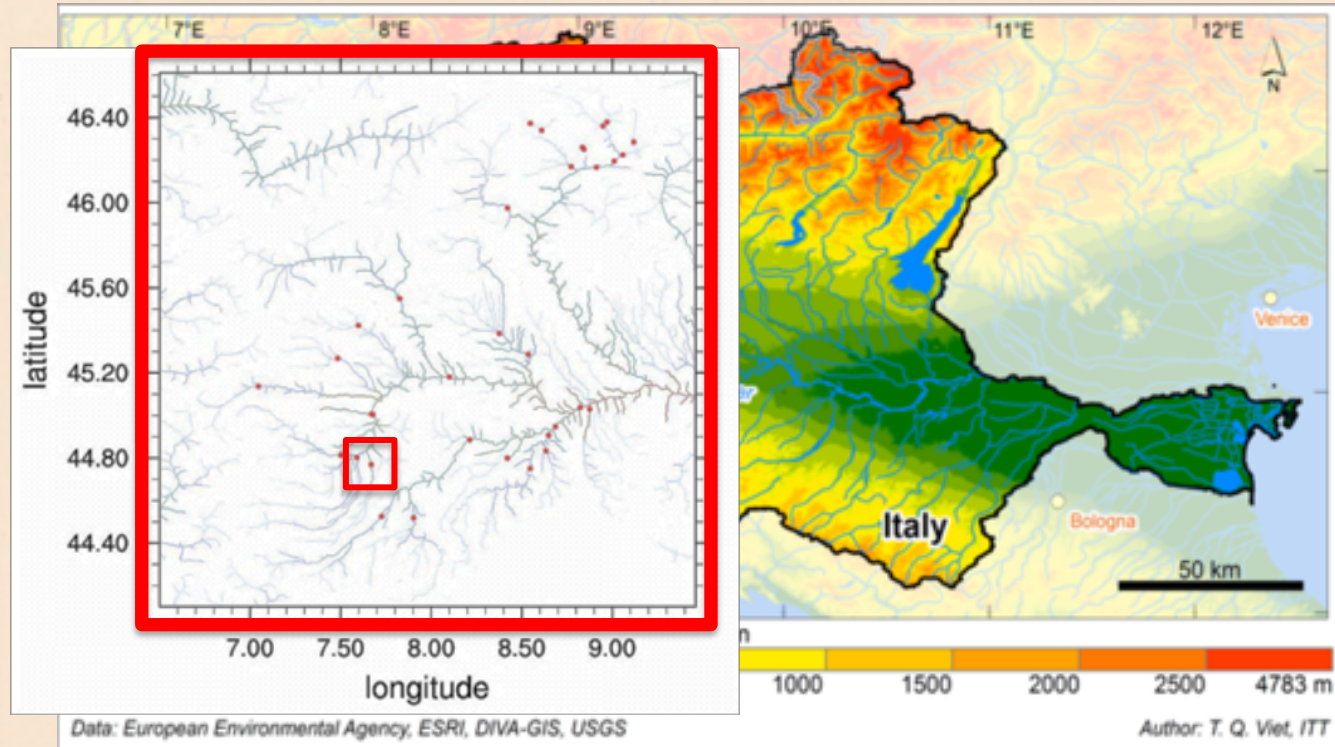 7°E 8°E 9°E 10°E 11°E 12°E
N
46.40
46.00
45.60
45.20
44.80
44.40
latitude
7.00 7.50 8.00 8.50 9.00
longitude
Venice
Italy
Bologna
50 km
1000 1500 2000 2500 4783 m
Data: European Environmental Agency, ESRI, DIVA-GIS, USGS
Author: T. Q. Viet, ITT